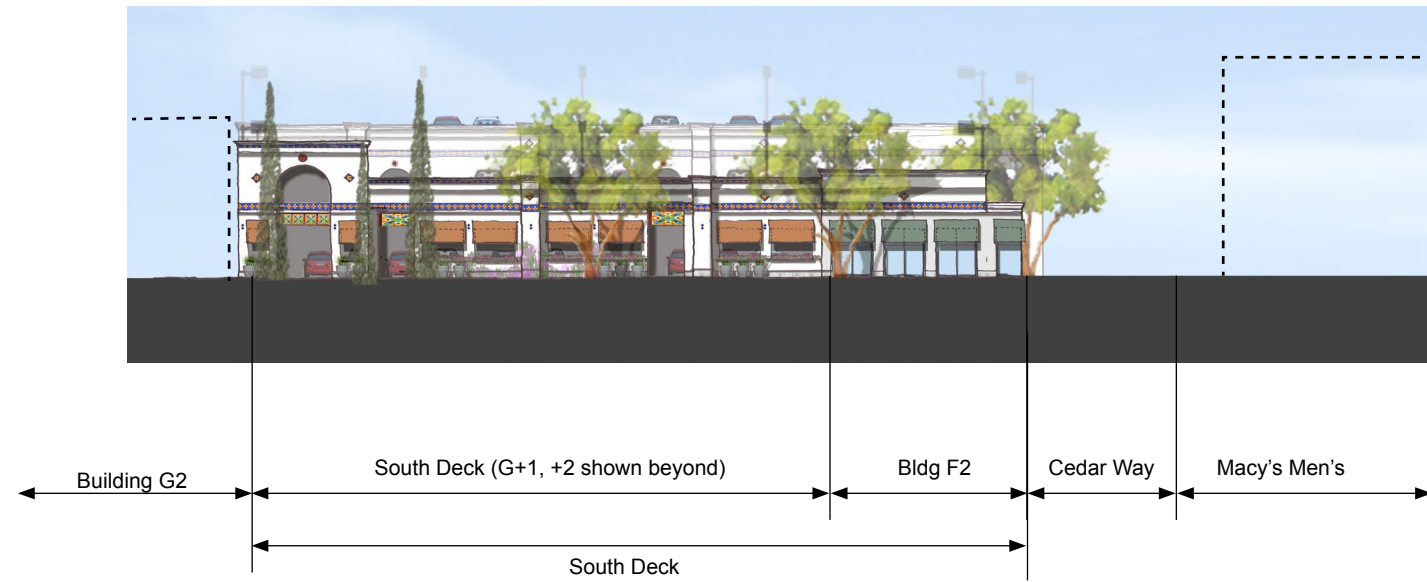 Building G2
South Deck (G+1, +2 shown beyond)
Bldg F2
Cedar Way
Macy's Men's
South Deck